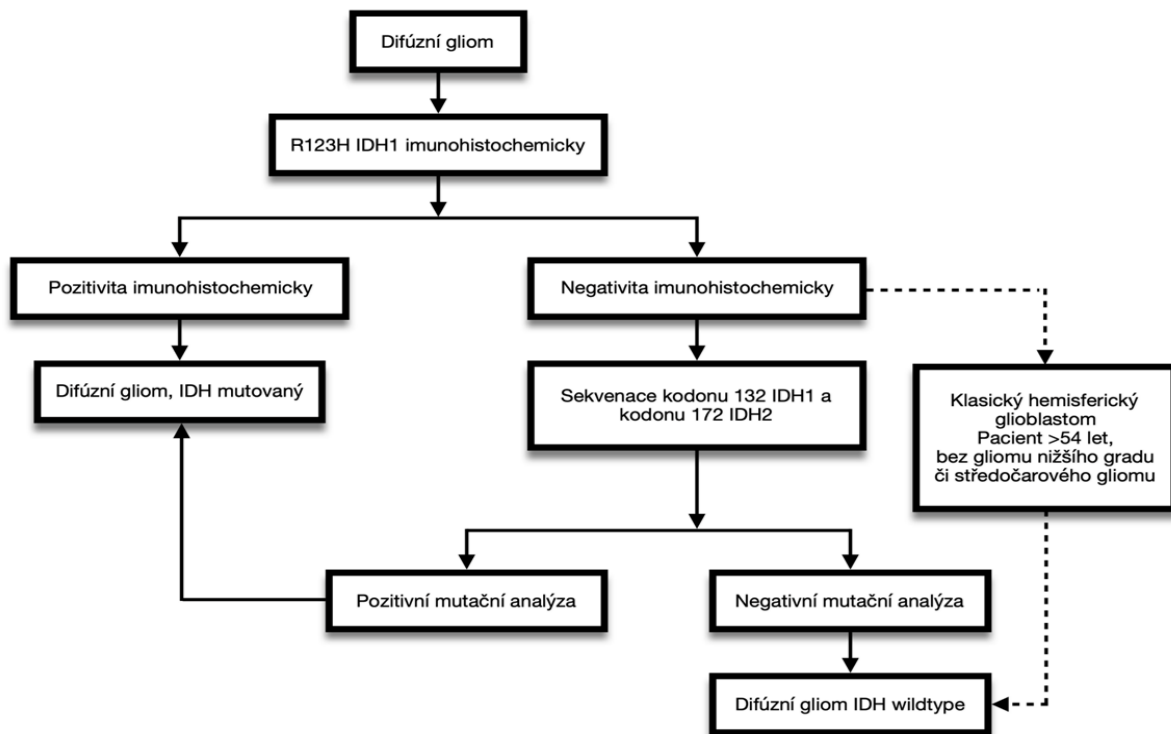 Difúzní gliom
R123H IDH1 imunohistochemicky
Pozitivita imunohistochemicky
Negativita imunohistochemicky
Difúzní gliom, IDH mutovaný
Sekvenace kodonu 132 IDH1 a
kodonu 172 IDH2
Klasický hemisferický
glioblastom
Pacient >54 let,
bez gliomu nižšího gradu
či středočarového gliomu
Pozitivní mutační analýza
Negativní mutační analýza
Difúzní gliom IDH wildtype